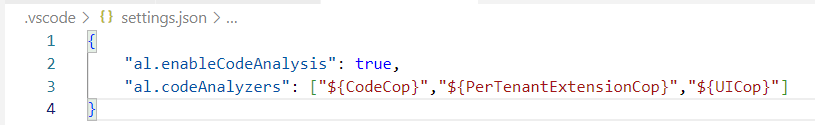 .vscode > {} settings.json > ...
1 {
2 "al.enableCodeAnalysis": true,
3 "al.codeAnalyzers": ["${CodeCop}","${PerTenantExtensionCop}","${UICop}"]
4 }